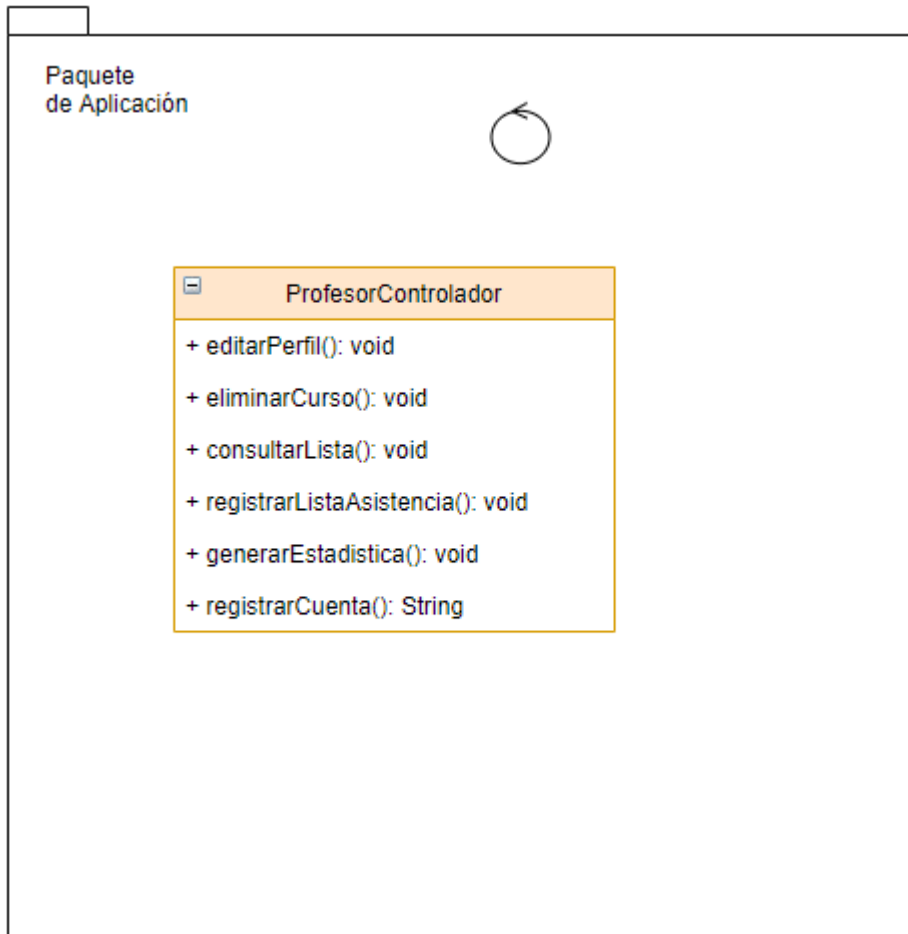 Paquete
de Aplicación
ProfesorControlador
+ editarPerfil(): void
+ eliminarCurso(): void
+ consultarLista(): void
+ registrarListaAsistencia(): void
+ generarEstadistica(): void
+ registrarCuenta(): String